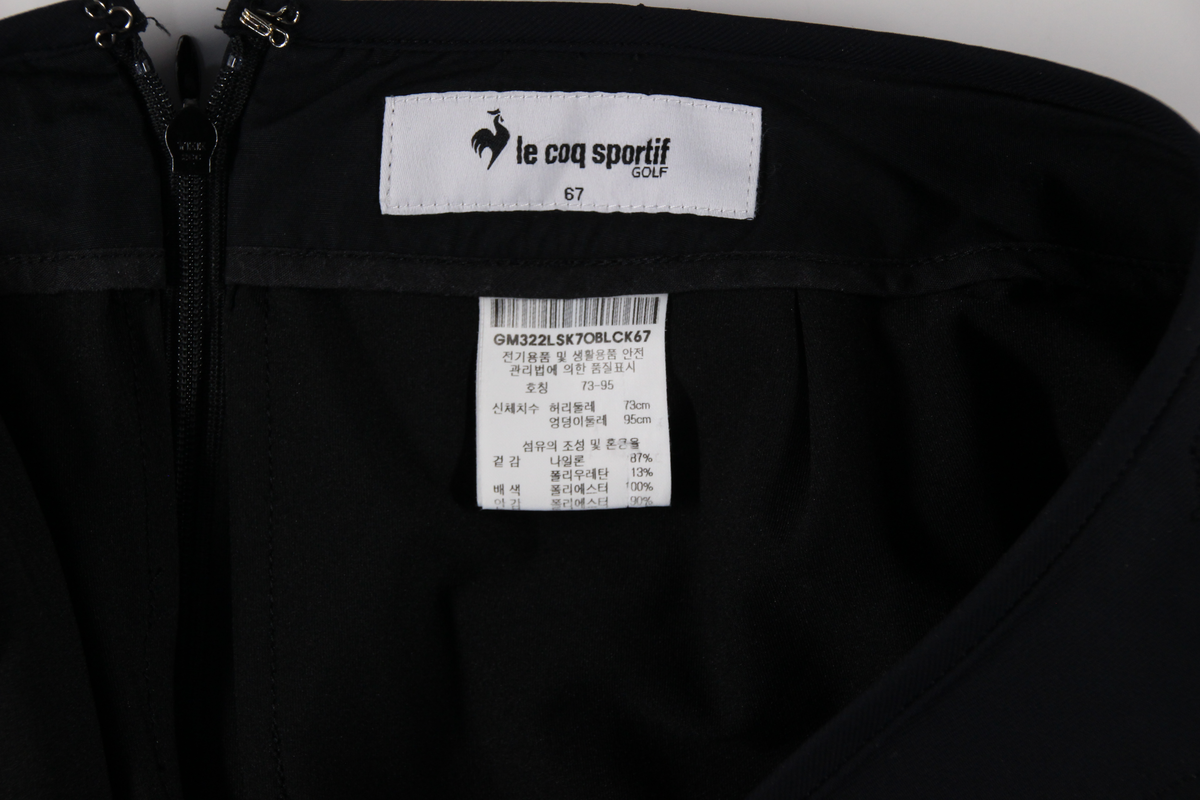 le coq sportif
GOLF
67
GM322LSK70BLCK67
전기용품 및 생활용품 안전
관리법에 의한 품질표시
호칭 73-95
신체치수 허리둘레 73cm
엉덩이둘레 95cm
섬유의 조성 및 혼용율
겉감 나일론 87%
폴리우레탄 13%
배색 폴리에스터 100%
안감 폴리에스터 90%